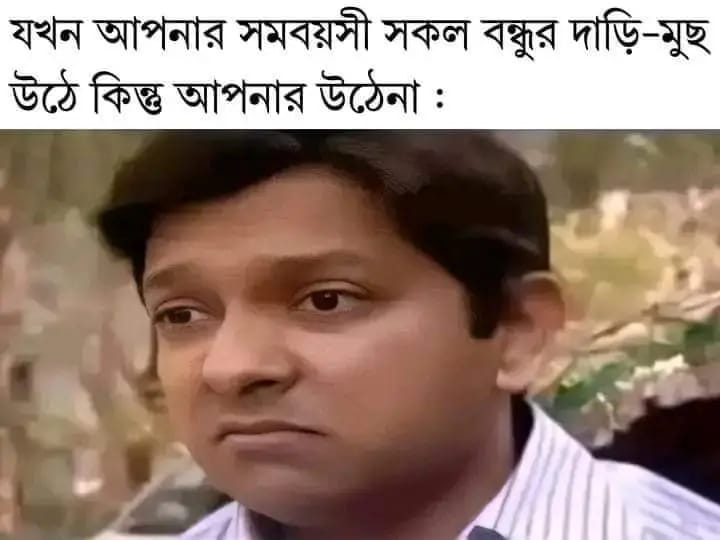 যখন আপনার সমবয়সী সকল বন্ধুর দাড়ি-মুছ
উঠে কিন্তু আপনার উঠেনা :